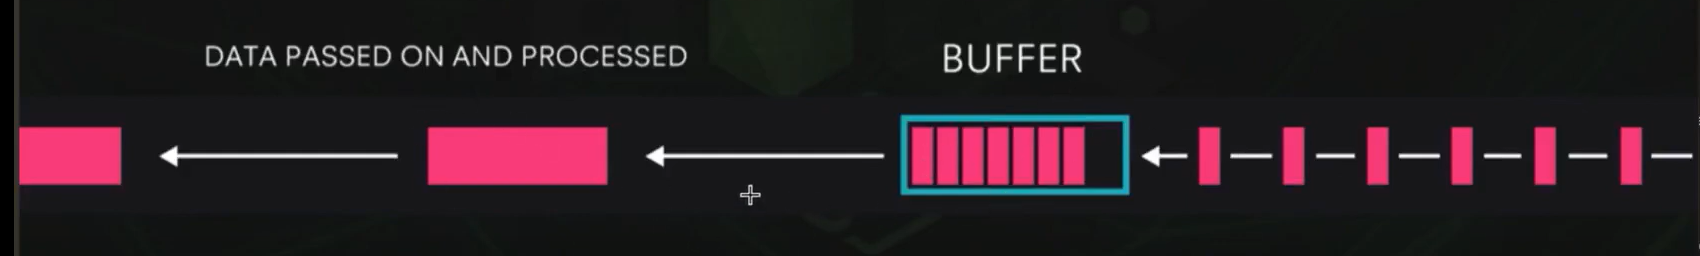 DATA PASSED ON AND PROCESSED
BUFFER